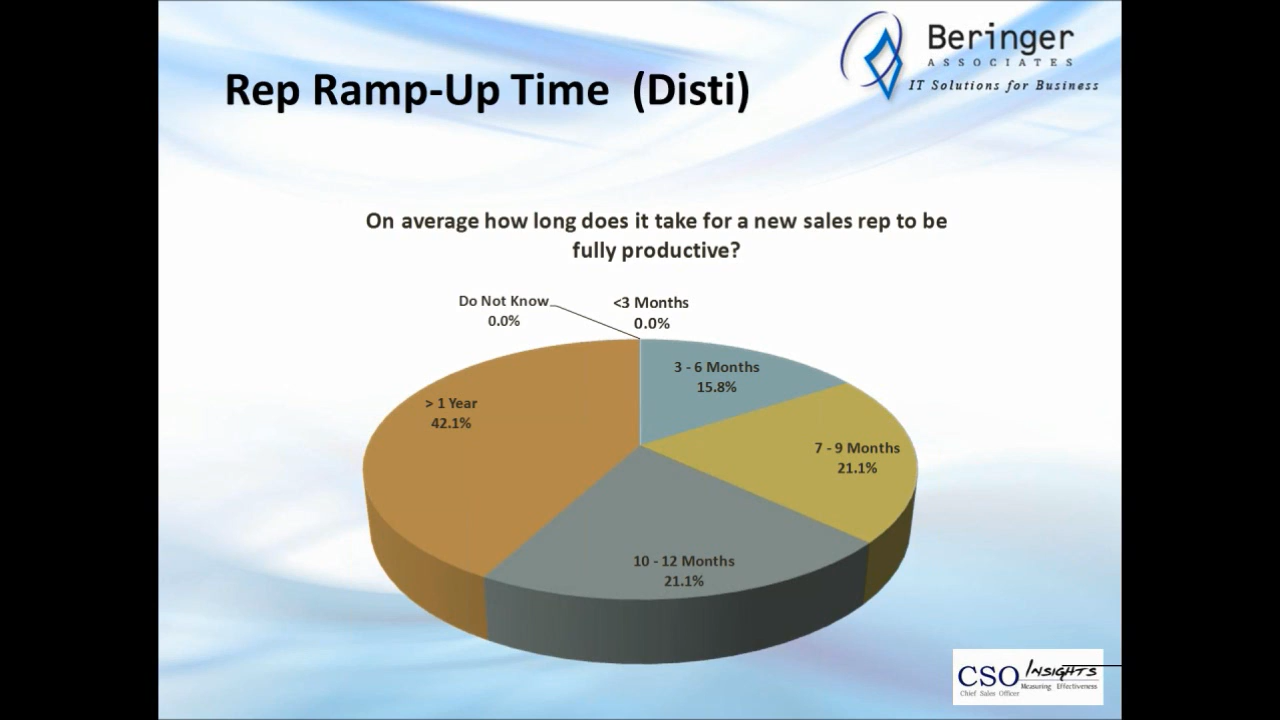 Beringer
ASSOCIATES
IT Solutions for Business
Rep Ramp-Up Time (Disti)
On average how long does it take for a new sales rep to be
fully productive?
Do Not Know
0.0%
<3 Months
0.0%
3 - 6 Months
15.8%
> 1 Year
42.1%
7 - 9 Months
21.1%
10 - 12 Months
21.1%
CSO INSIGHTS
Chief Sales Officer Measuring Effectiveness